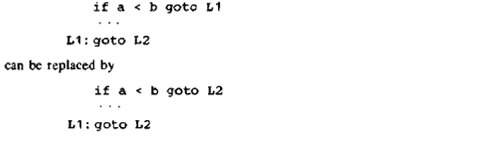 if a < b goto L1
. . .
L1: goto L2
can be replaced by
if a < b goto L2
. . .
L1: goto L2